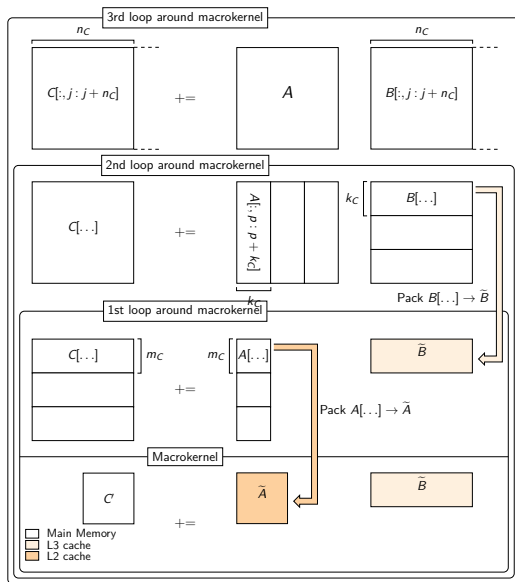 3rd loop around macrokernel
n_C
n_C
C[:, j : j + n_C]
+=
A
B[:, j : j + n_C]
2nd loop around macrokernel
C[...]
+=
A[:, p : p + k_C]
k_C
k_C
B[...]
Pack B[...] → B̃
1st loop around macrokernel
C[...]
m_C
+=
m_C
A[...]
B̃
Pack A[...] → Ã
Macrokernel
C'
+=
Ã
B̃
Main Memory
L3 cache
L2 cache